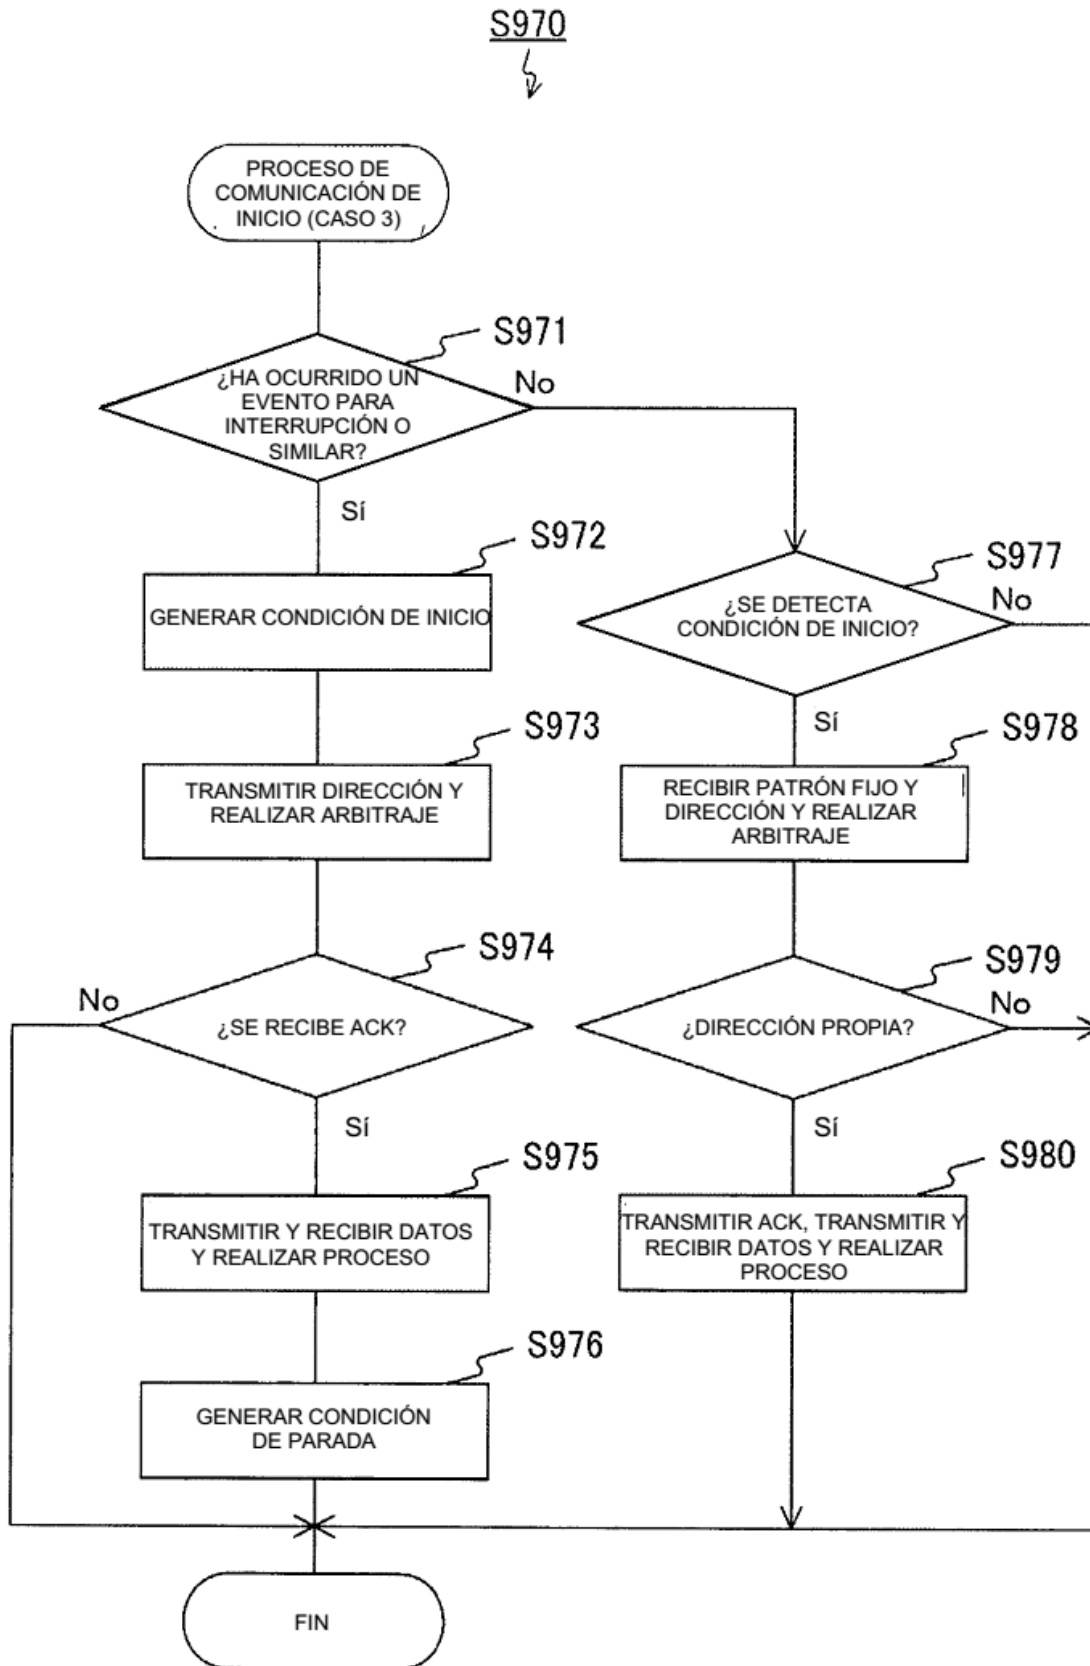 S970
PROCESO DE
COMUNICACIÓN DE
INICIO (CASO 3)
S971
¿HA OCURRIDO UN
EVENTO PARA
INTERRUPCIÓN O
SIMILAR?
No
Sí
S972
GENERAR CONDICIÓN DE INICIO
S973
TRANSMITIR DIRECCIÓN Y
REALIZAR ARBITRAJE
S974
No
¿SE RECIBE ACK?
Sí
S975
TRANSMITIR Y RECIBIR DATOS
Y REALIZAR PROCESO
S976
GENERAR CONDICIÓN
DE PARADA
S977
¿SE DETECTA
CONDICIÓN DE INICIO?
No
Sí
S978
RECIBIR PATRÓN FIJO Y
DIRECCIÓN Y REALIZAR
ARBITRAJE
S979
¿DIRECCIÓN PROPIA?
No
Sí
S980
TRANSMITIR ACK, TRANSMITIR Y
RECIBIR DATOS Y REALIZAR
PROCESO
FIN